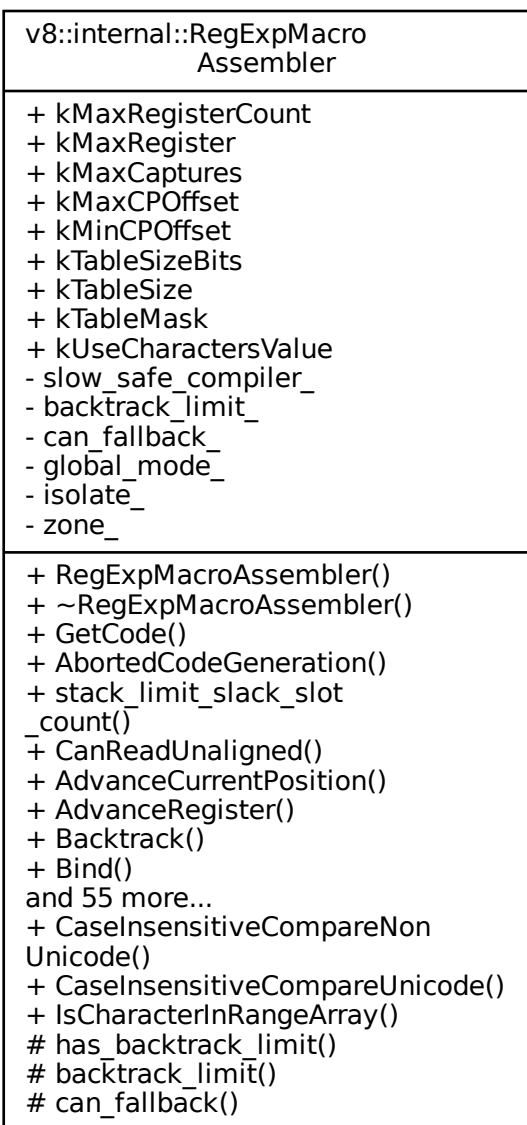 v8::internal::RegExpMacro
Assembler
+ kMaxRegisterCount
+ kMaxRegister
+ kMaxCaptures
+ kMaxCPOffset
+ kMinCPOffset
+ kTableSizeBits
+ kTableSize
+ kTableMask
+ kUseCharactersValue
- slow_safe_compiler_
- backtrack_limit_
- can_fallback_
- global_mode_
- isolate_
- zone_
+ RegExpMacroAssembler()
+ ~RegExpMacroAssembler()
+ GetCode()
+ AbortedCodeGeneration()
+ stack_limit_slack_slot
_count()
+ CanReadUnaligned()
+ AdvanceCurrentPosition()
+ AdvanceRegister()
+ Backtrack()
+ Bind()
and 55 more...
+ CaseInsensitiveCompareNon
Unicode()
+ CaseInsensitiveCompareUnicode()
+ IsCharacterInRangeArray()
# has_backtrack_limit()
# backtrack_limit()
# can_fallback()